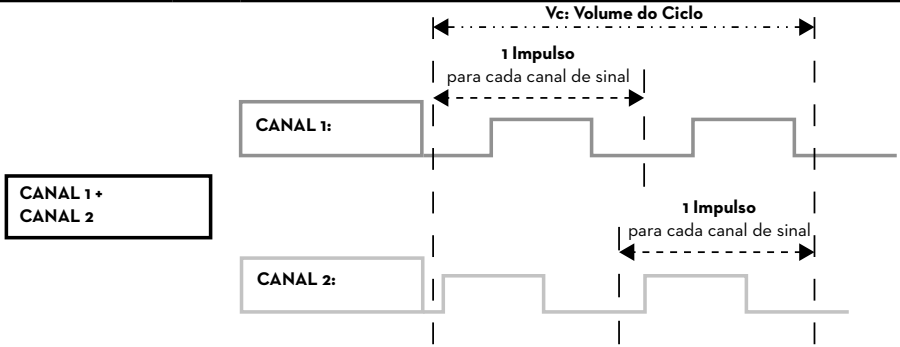 Vc: Volume do Ciclo
1 Impulso
para cada canal de sinal
CANAL 1:
CANAL 1 +
CANAL 2
1 Impulso
para cada canal de sinal
CANAL 2: